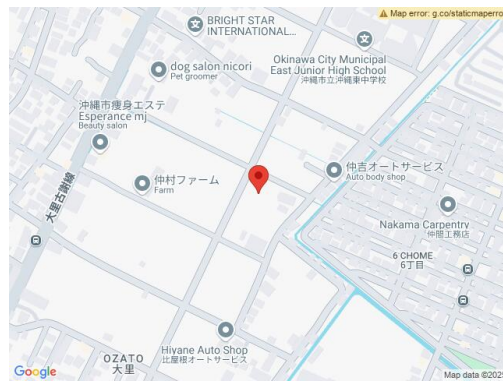 Map error: g.co/staticmaperro
BRIGHT STAR
INTERNATIONAL...
dog salon nicori
Pet groomer
Okinawa City Municipal
East Junior High School
沖縄市立沖縄東中学校
沖縄市痩身エステ
Esperance mj
Beauty salon
仲村ファーム
Farm
仲吉オートサービス
Auto body shop
大里古謝線
Nakama Carpentry
仲間工務店
6 CHOME
6丁目
Hiyane Auto Shop
比屋根オートサービス
OZATO
大里
Google
Map data ©202